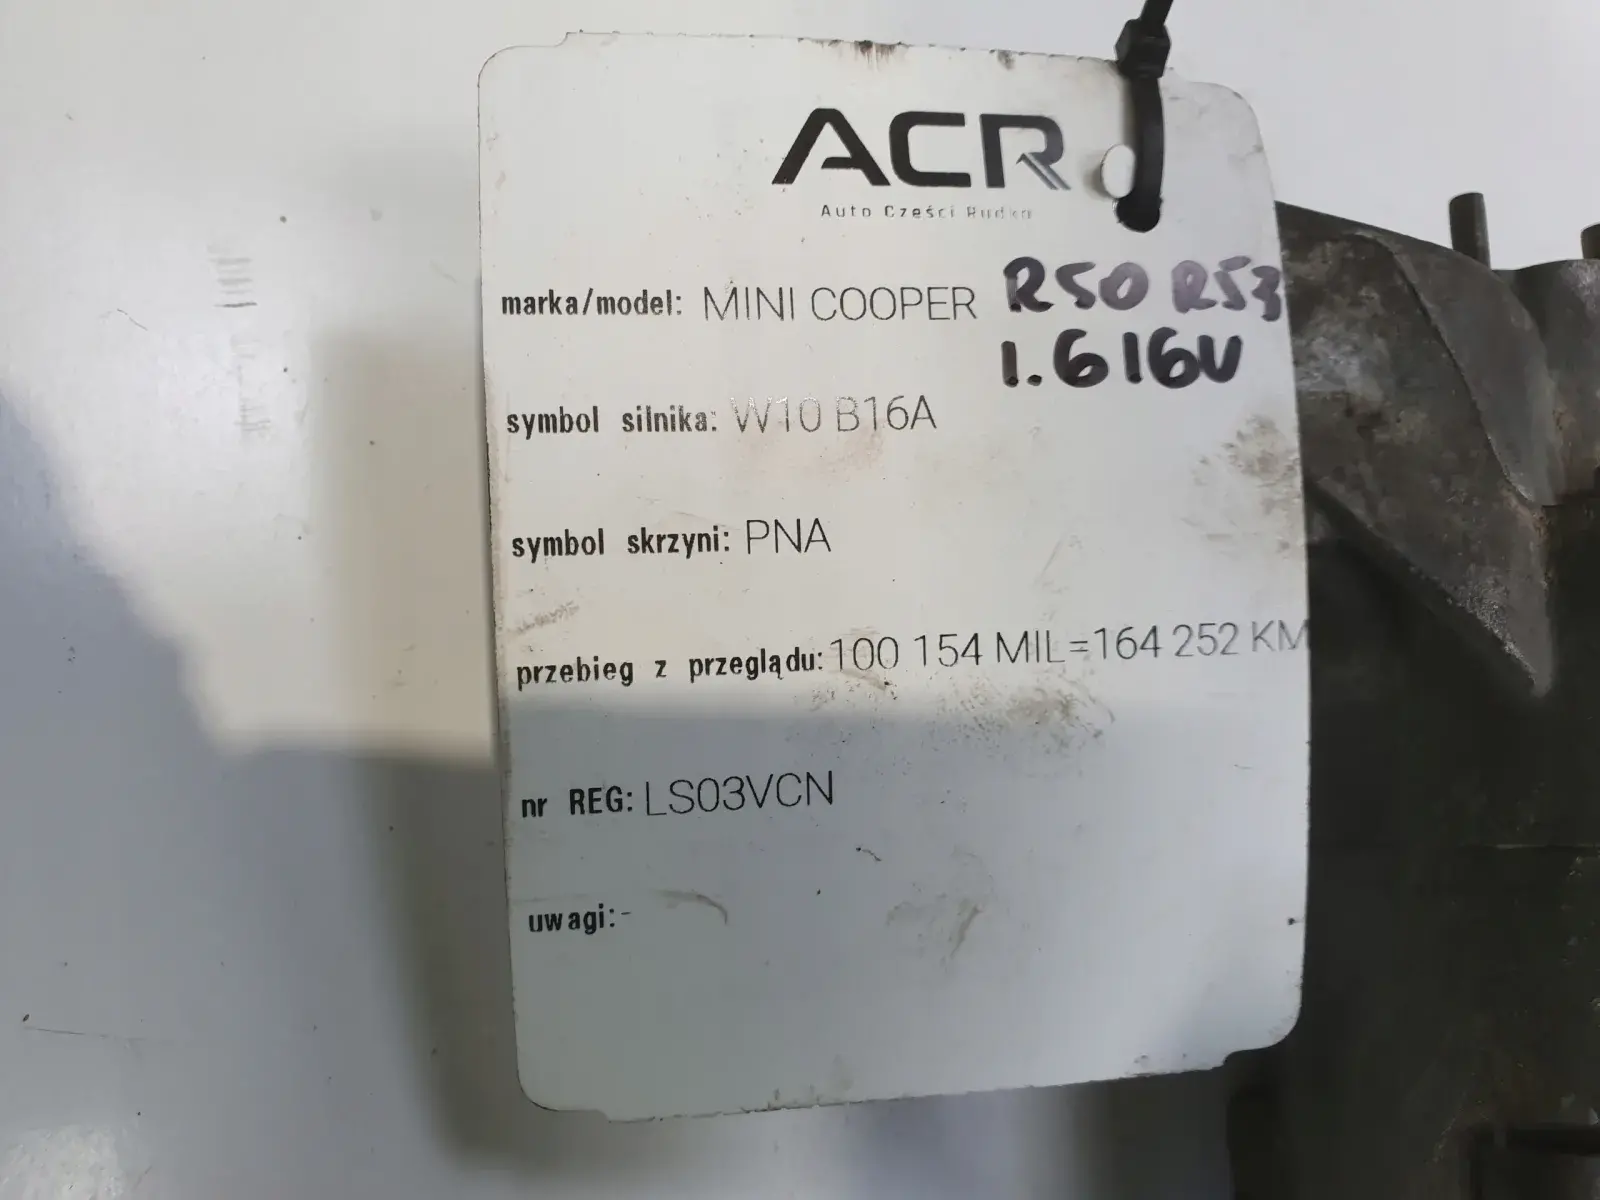 ACR
Auto Części Rudka
marka/model: MINI COOPER R50 R53
1.6 16V
symbol silnika: W10 B16A
symbol skrzyni: PNA
przebieg z przeglądu: 100 154 MIL=164 252 KM
nr REG: LS03VCN
uwagi:-